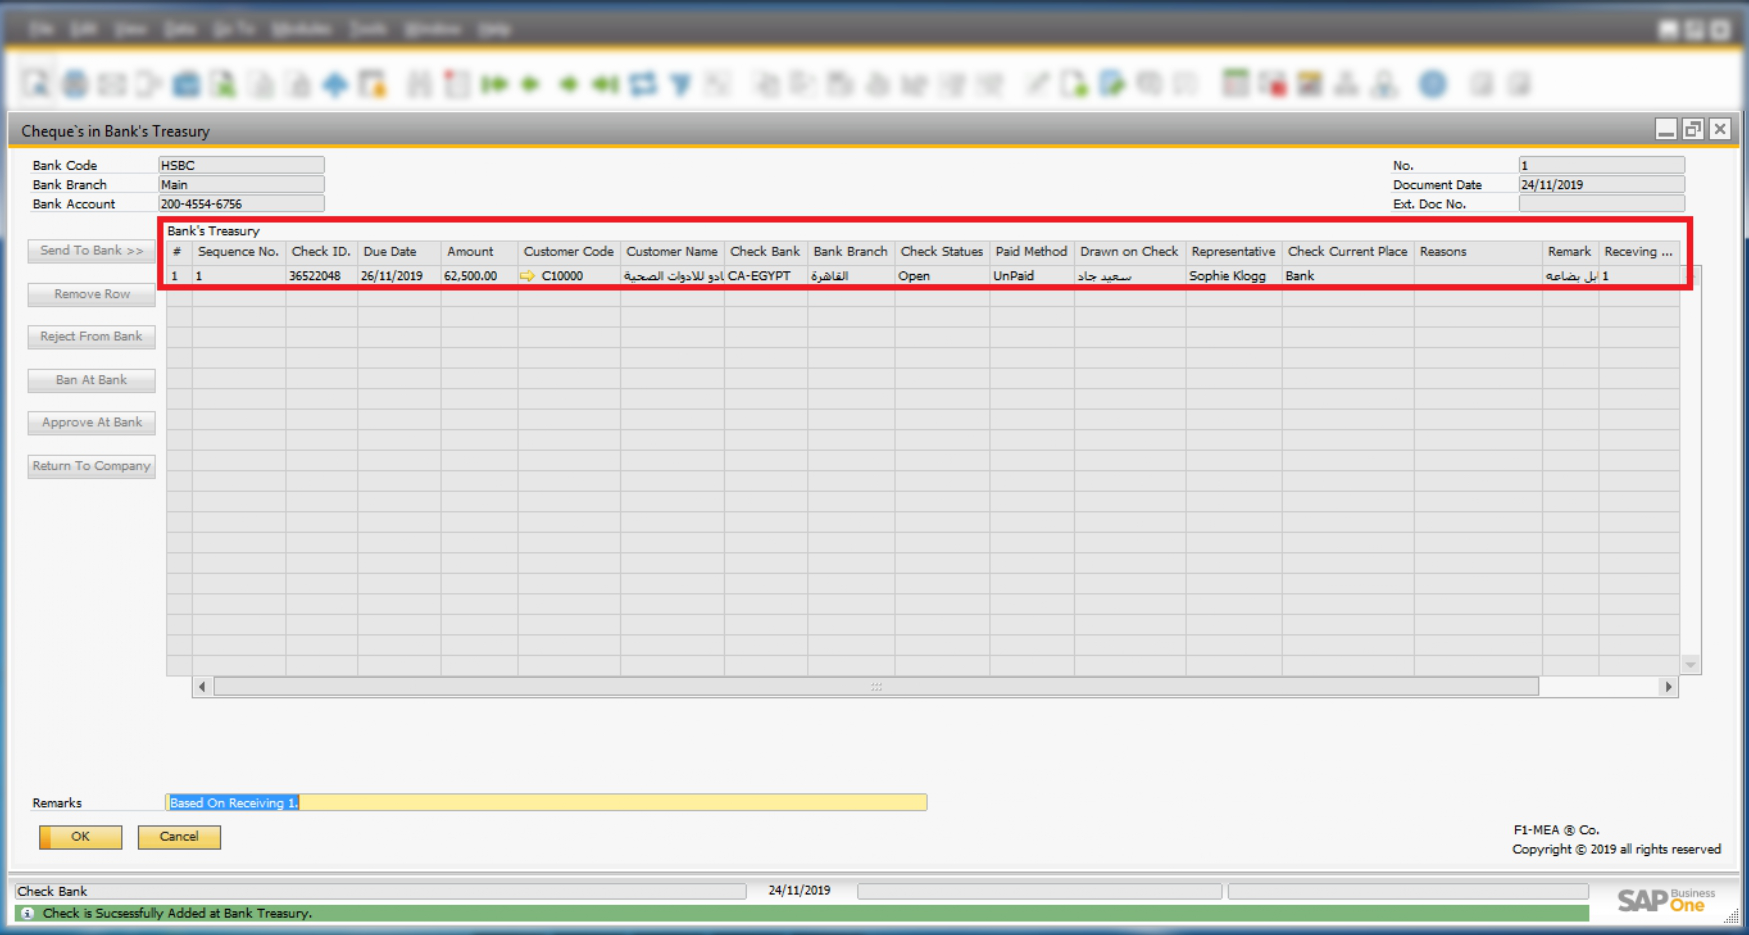 File Edit View Data Go To Modules Tools Window Help
Cheque`s in Bank's Treasury
Bank Code HSBC
Bank Branch Main
Bank Account 200-4554-6756
No. 1
Document Date 24/11/2019
Ext. Doc No.
Send To Bank >>
Remove Row
Reject From Bank
Ban At Bank
Approve At Bank
Return To Company
Bank's Treasury
# Sequence No. Check ID. Due Date Amount Customer Code Customer Name Check Bank Bank Branch Check Statues Paid Method Drawn on Check Representative Check Current Place Reasons Remark Receving ...
1 1 36522048 26/11/2019 62,500.00 C10000 ادو للادوات الصحية CA-EGYPT القاهرة Open UnPaid سعيد جاد Sophie Klogg Bank بل بضاعه 1
Remarks Based On Receiving 1.
OK Cancel
F1-MEA ® Co.
Copyright © 2019 all rights reserved
Check Bank 24/11/2019
Check is Sucsessfully Added at Bank Treasury.
SAP Business One